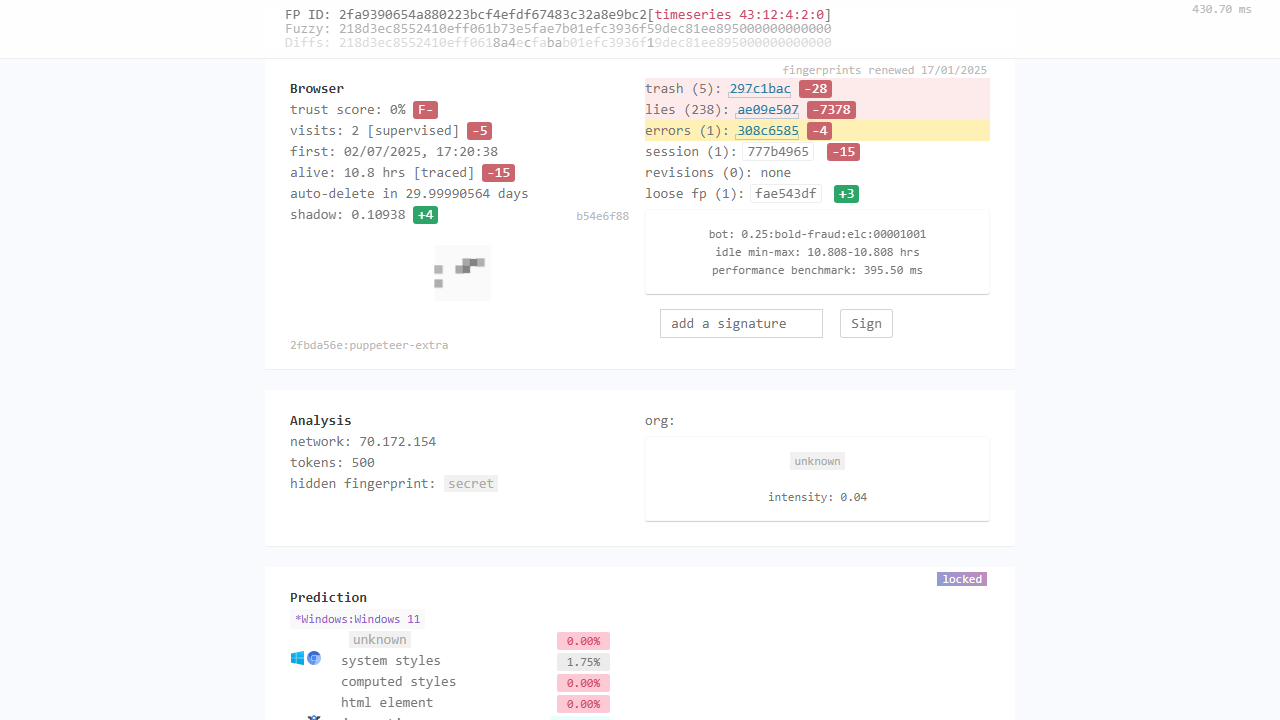 430.70 ms
FP ID: 2fa9390654a880223bcf4efdf67483c32a8e9bc2[timeseries 43:12:4:2:0]
Fuzzy: 218d3ec8552410eff061b73e5fae7b01efc3936f59dec81ee895000000000000
Diffs: 218d3ec8552410eff0618a4ecfabab01efc3936f19dec81ee895000000000000
fingerprints renewed 17/01/2025
Browser
trust score: 0% F-
visits: 2 [supervised] -5
first: 02/07/2025, 17:20:38
alive: 10.8 hrs [traced] -15
auto-delete in 29.99990564 days
shadow: 0.10938 +4
b54e6f88
2fbda56e:puppeteer-extra
trash (5): 297c1bac -28
lies (238): ae09e507 -7378
errors (1): 308c6585 -4
session (1): 777b4965 -15
revisions (0): none
loose fp (1): fae543df +3
bot: 0.25:bold-fraud:elc:00001001
idle min-max: 10.808-10.808 hrs
performance benchmark: 395.50 ms
add a signature Sign
Analysis
network: 70.172.154
tokens: 500
hidden fingerprint: secret
org:
unknown
intensity: 0.04
locked
Prediction
*Windows:Windows 11
unknown 0.00%
system styles 1.75%
computed styles 0.00%
html element 0.00%